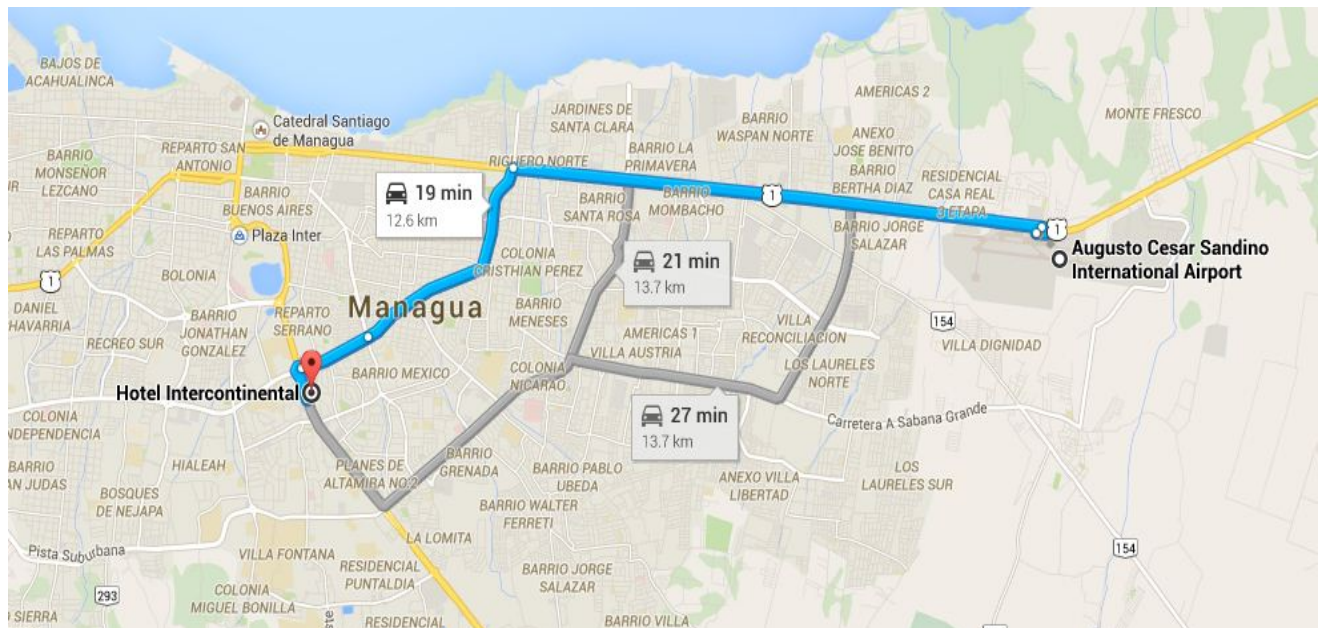 BAJOS DE
ACAHUALINCA
Catedral Santiago
de Managua
REPARTO SAN
ANTONIO
BARRIO
MONSENOR
LEZCANO
BARRIO
BUENOS AIRES
Plaza Inter
REPARTO
LAS PALMAS
BOLONIA
1
DANIEL
CHAVARRIA
RECREO SUR
BARRIO
JONATHAN
GONZALEZ
REPARTO
SERRANO
Managua
19 min
12.6 km
RIGUERO NORTE
JARDINES DE
SANTA CLARA
BARRIO LA
PRIMAVERA
BARRIO
WASPAN NORTE
AMERICAS 2
ANEXO
JOSE BENITO
BARRIO
BERTHA DIAZ
RESIDENCIAL
CASA REAL
3 ETAPA
MONTE FRESCO
BARRIO
SANTA ROSA
BARRIO
MOMBACHO
1
BARRIO JORGE
SALAZAR
1
Augusto Cesar Sandino
International Airport
COLONIA
CRISTHIAN PEREZ
21 min
13.7 km
BARRIO
MENESES
AMERICAS 1
VILLA AUSTRIA
VILLA
RECONCILIACION
LOS LAURELES
NORTE
154
VILLA DIGNIDAD
Hotel Intercontinental
BARRIO MEXICO
COLONIA
NICARAO
27 min
13.7 km
Carretera A Sabana Grande
COLONIA
INDEPENDENCIA
BARRIO
AN JUDAS
HIALEAH
BOSQUES
DE NEJAPA
PLANES DE
ALTAMIRA NO.2
BARRIO
GRENADA
BARRIO PABLO
UBEDA
BARRIO WALTER
FERRETI
ANEXO VILLA
LIBERTAD
LOS
LAURELES SUR
LA LOMITA
Pista Suburbana
VILLA FONTANA
RESIDENCIAL
PUNTALDIA
BARRIO JORGE
SALAZAR
154
293
COLONIA
MIGUEL BONILLA
SIERRA
RESIDENCIAL
BARRIO VILLA